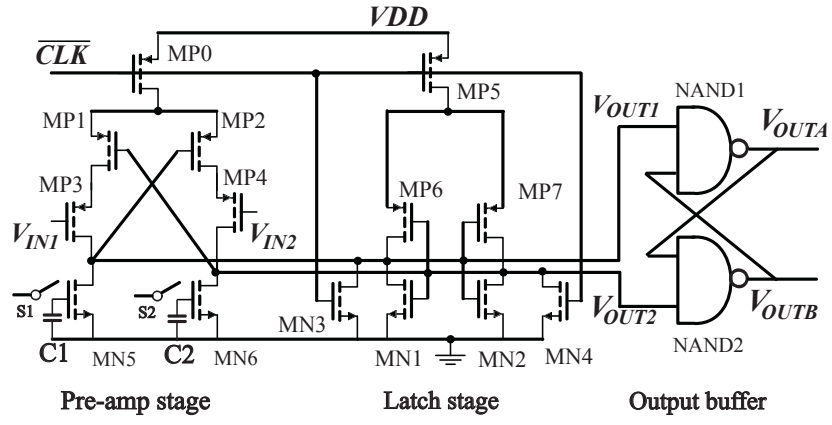 VDD
CLK
MP0
MP5
NAND1
MP1
MP2
VOUT1
VOUTA
MP3
MP4
MP6
MP7
VIN1
VIN2
S1
S2
MN3
VOUT2
VOUTB
C1
MN5
C2
MN6
MN1
MN2
MN4
NAND2
Pre-amp stage
Latch stage
Output buffer